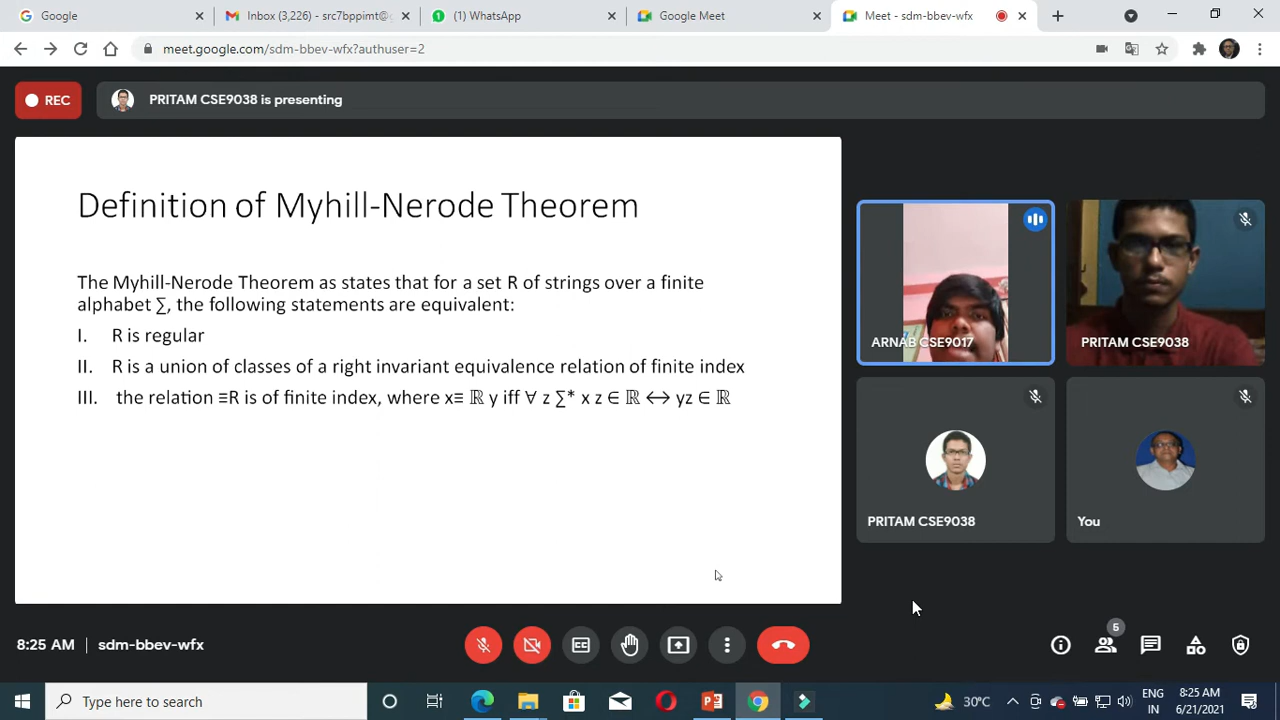 Google
Inbox (3,226) - src7bppimt@g
(1) WhatsApp
Google Meet
Meet - sdm-bbev-wfx
meet.google.com/sdm-bbev-wfx?authuser=2
REC
PRITAM CSE9038 is presenting
Definition of Myhill-Nerode Theorem
The Myhill-Nerode Theorem as states that for a set R of strings over a finite
alphabet ∑, the following statements are equivalent:
I. R is regular
II. R is a union of classes of a right invariant equivalence relation of finite index
III. the relation ≡R is of finite index, where x≡ ℝ y iff ∀ z ∑* x z ∈ ℝ ↔ yz ∈ ℝ
ARNAB CSE9017
PRITAM CSE9038
PRITAM CSE9038
You
8:25 AM | sdm-bbev-wfx
5
Type here to search
30°C
ENG
IN
8:25 AM
6/21/2021